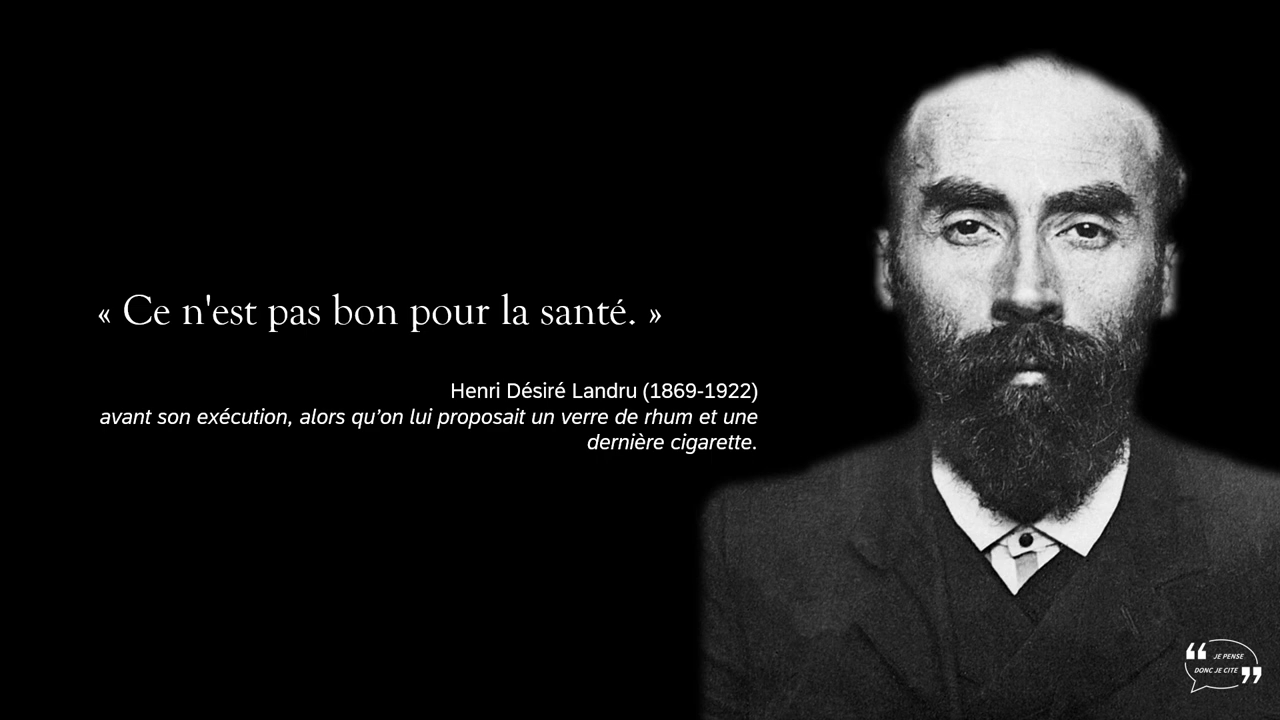 « Ce n'est pas bon pour la santé. »
Henri Désiré Landru (1869-1922)
avant son exécution, alors qu’on lui proposait un verre de rhum et une
dernière cigarette.
JE PENSE
DONC JE CITE